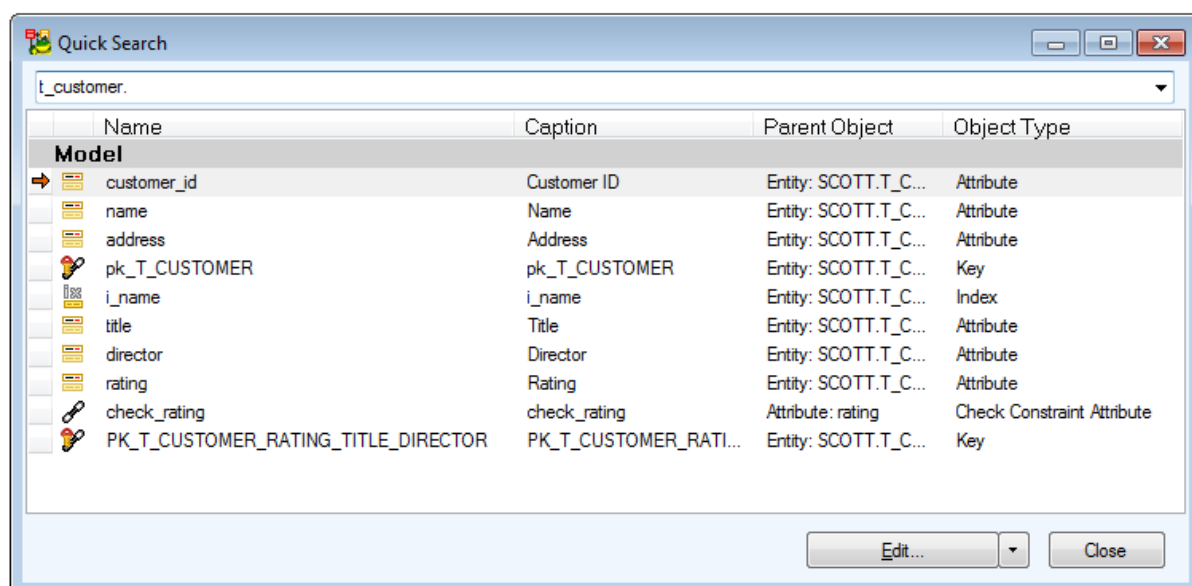 Quick Search
t_customer.
Name Caption Parent Object Object Type
Model
customer_id Customer ID Entity: SCOTT.T_C... Attribute
name Name Entity: SCOTT.T_C... Attribute
address Address Entity: SCOTT.T_C... Attribute
pk_T_CUSTOMER pk_T_CUSTOMER Entity: SCOTT.T_C... Key
i_name i_name Entity: SCOTT.T_C... Index
title Title Entity: SCOTT.T_C... Attribute
director Director Entity: SCOTT.T_C... Attribute
rating Rating Entity: SCOTT.T_C... Attribute
check_rating check_rating Attribute: rating Check Constraint Attribute
PK_T_CUSTOMER_RATING_TITLE_DIRECTOR PK_T_CUSTOMER_RATI... Entity: SCOTT.T_C... Key
Edit... Close